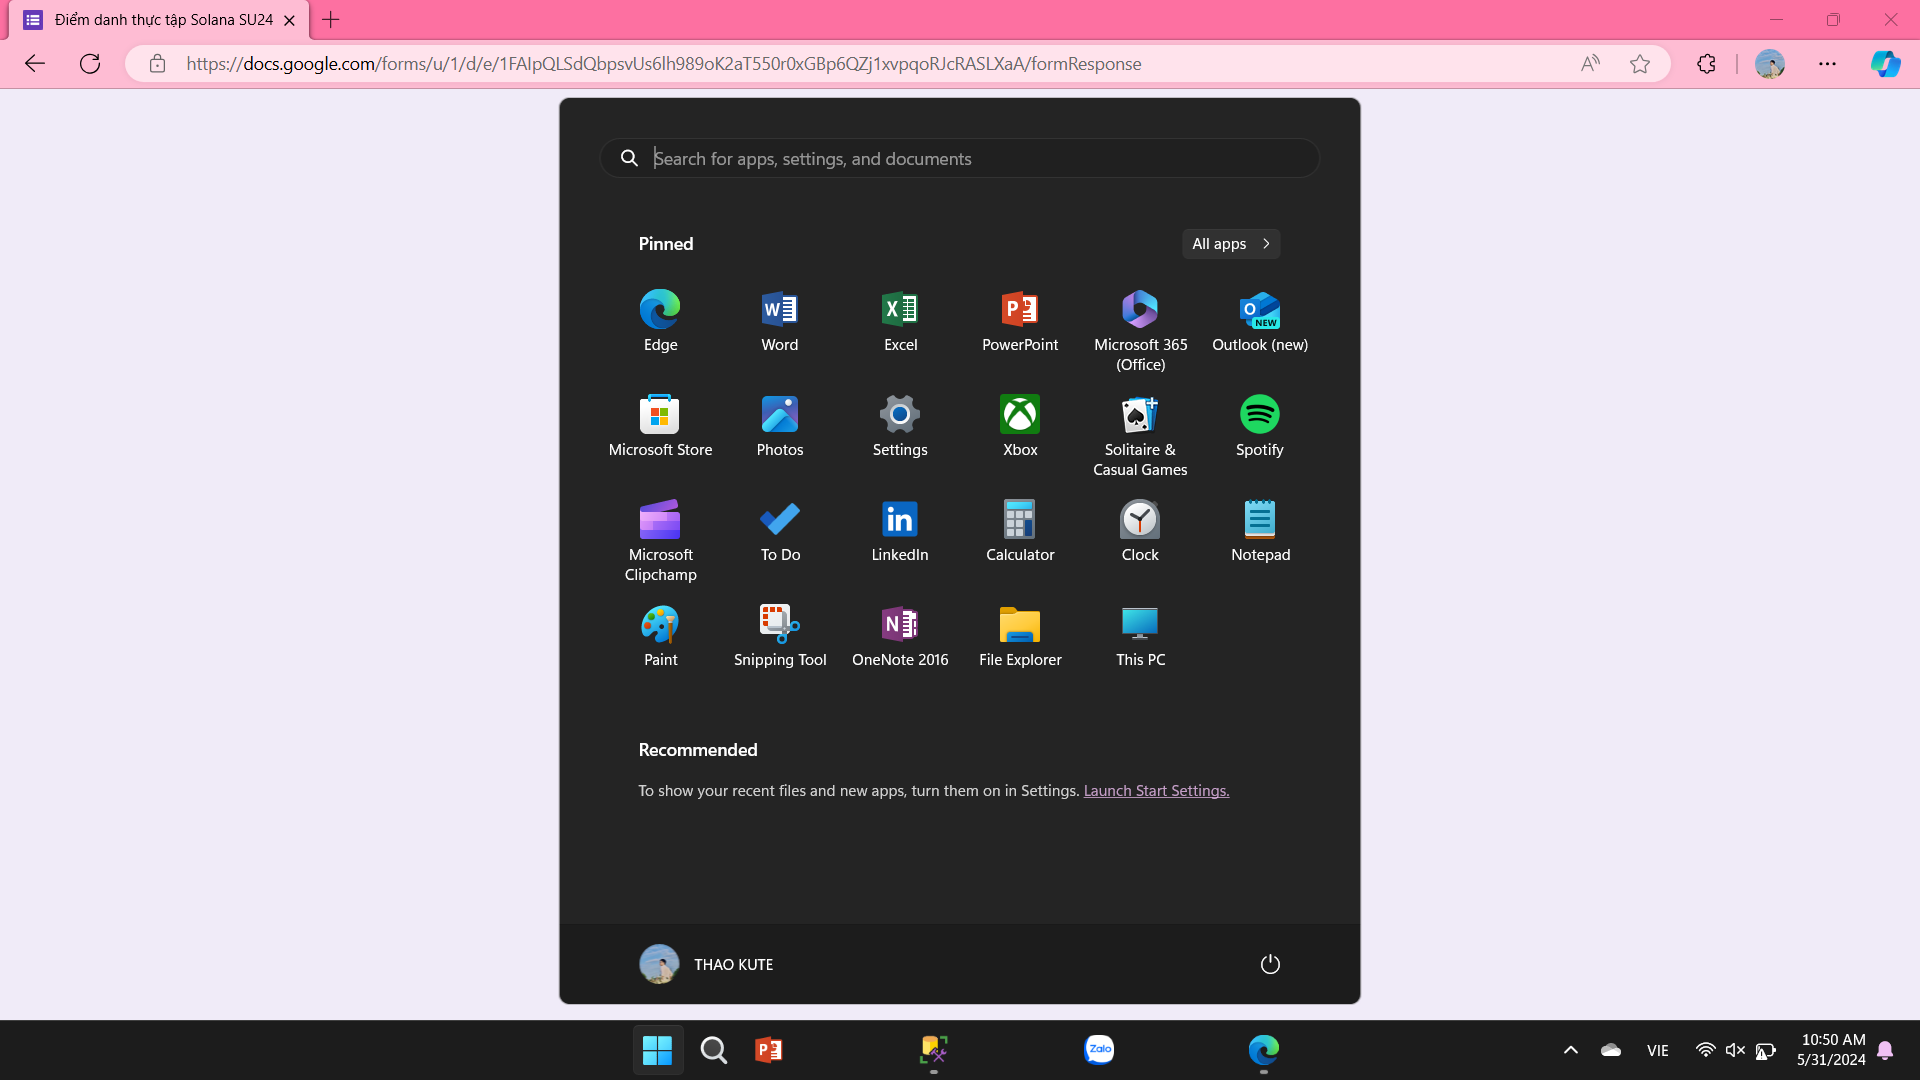 Điểm danh thực tập Solana SU24
https://docs.google.com/forms/u/1/d/e/1FAIpQLSdQbpsvUs6lh989oK2aT550r0xGBp6QZj1xvpqoRJcRASLXaA/formResponse
Search for apps, settings, and documents
Pinned
All apps
Edge
Word
Excel
PowerPoint
Microsoft 365
(Office)
Outlook (new)
Microsoft Store
Photos
Settings
Xbox
Solitaire &
Casual Games
Spotify
Microsoft
Clipchamp
To Do
LinkedIn
Calculator
Clock
Notepad
Paint
Snipping Tool
OneNote 2016
File Explorer
This PC
Recommended
To show your recent files and new apps, turn them on in Settings. Launch Start Settings.
THAO KUTE
Zalo
VIE
10:50 AM
5/31/2024